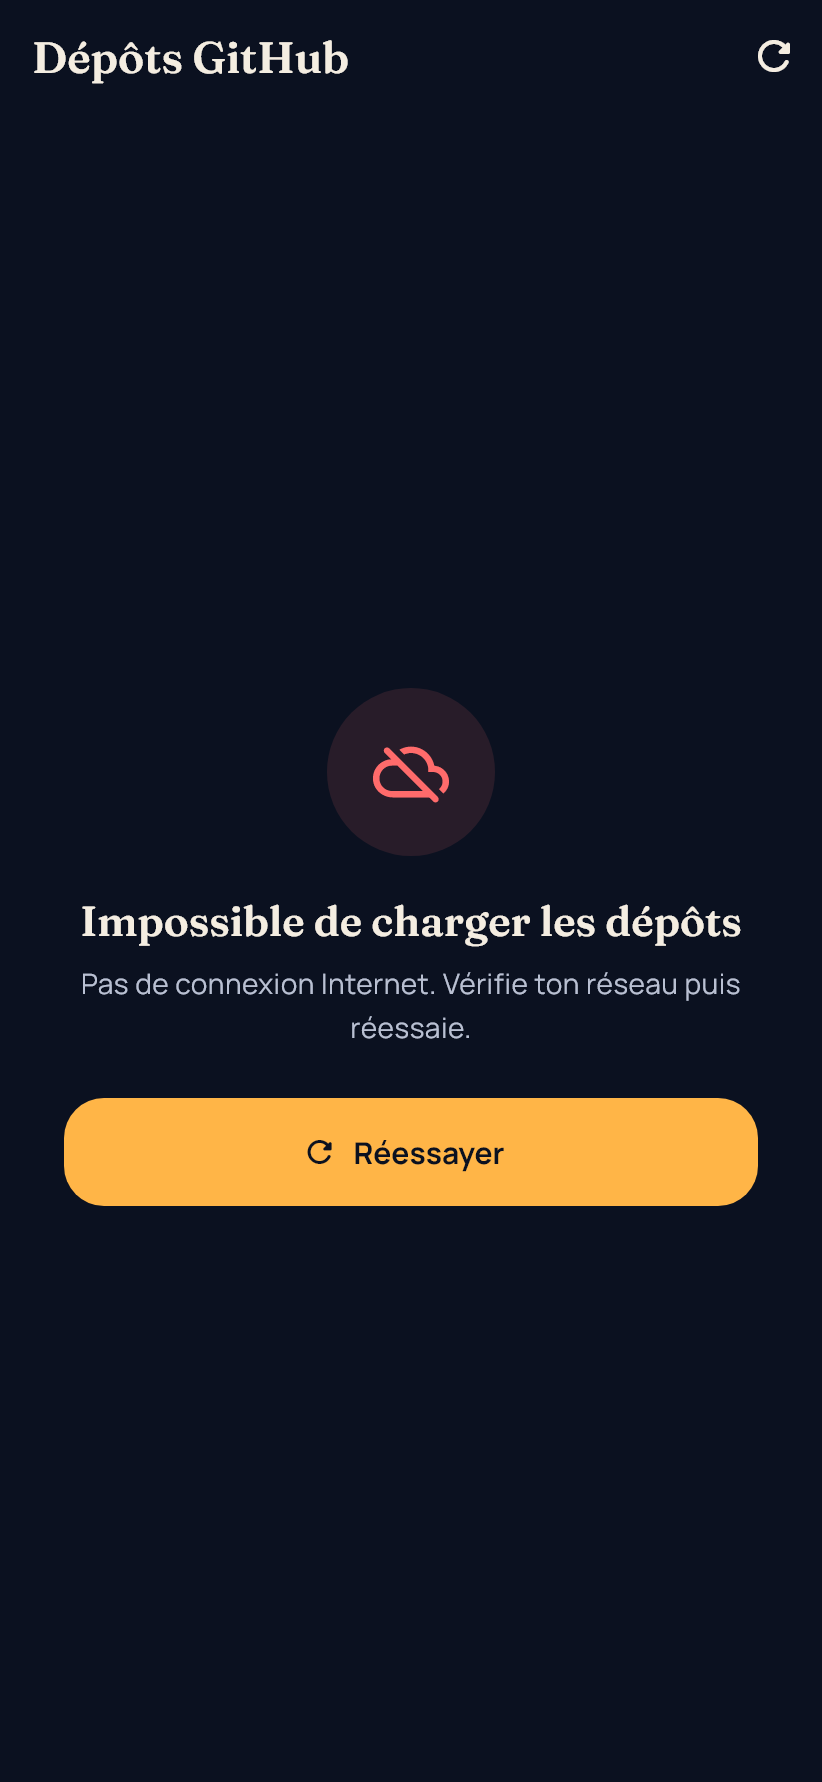 Dépôts GitHub
Impossible de charger les dépôts
Pas de connexion Internet. Vérifie ton réseau puis
réessaie.
Réessayer